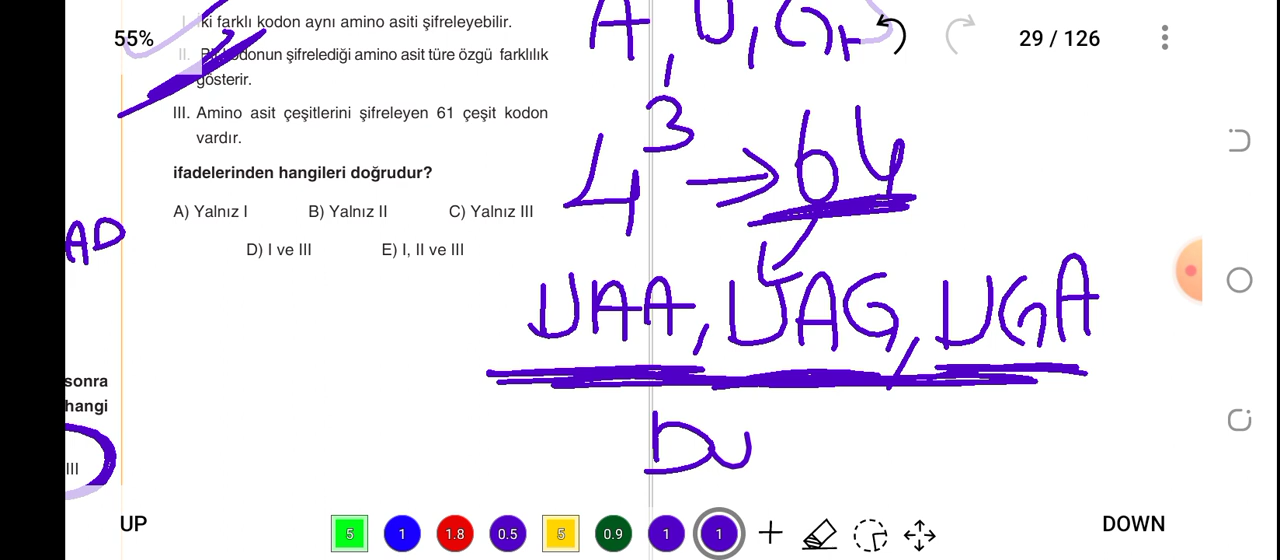 55%
I. İki farklı kodon aynı amino asiti şifreleyebilir.
II. Bir kodonun şifrelediği amino asit türe özgü farklılık
gösterir.
III. Amino asit çeşitlerini şifreleyen 61 çeşit kodon
vardır.
ifadelerinden hangileri doğrudur?
A) Yalnız I B) Yalnız II C) Yalnız III
D) I ve III E) I, II ve III
AD
sonra
hangi
III
A, U, G,
29 / 126
4³ → 64
UAA, UAG, UGA
Du
UP
5 1 1.8 0.5 5 0.9 1 1
DOWN